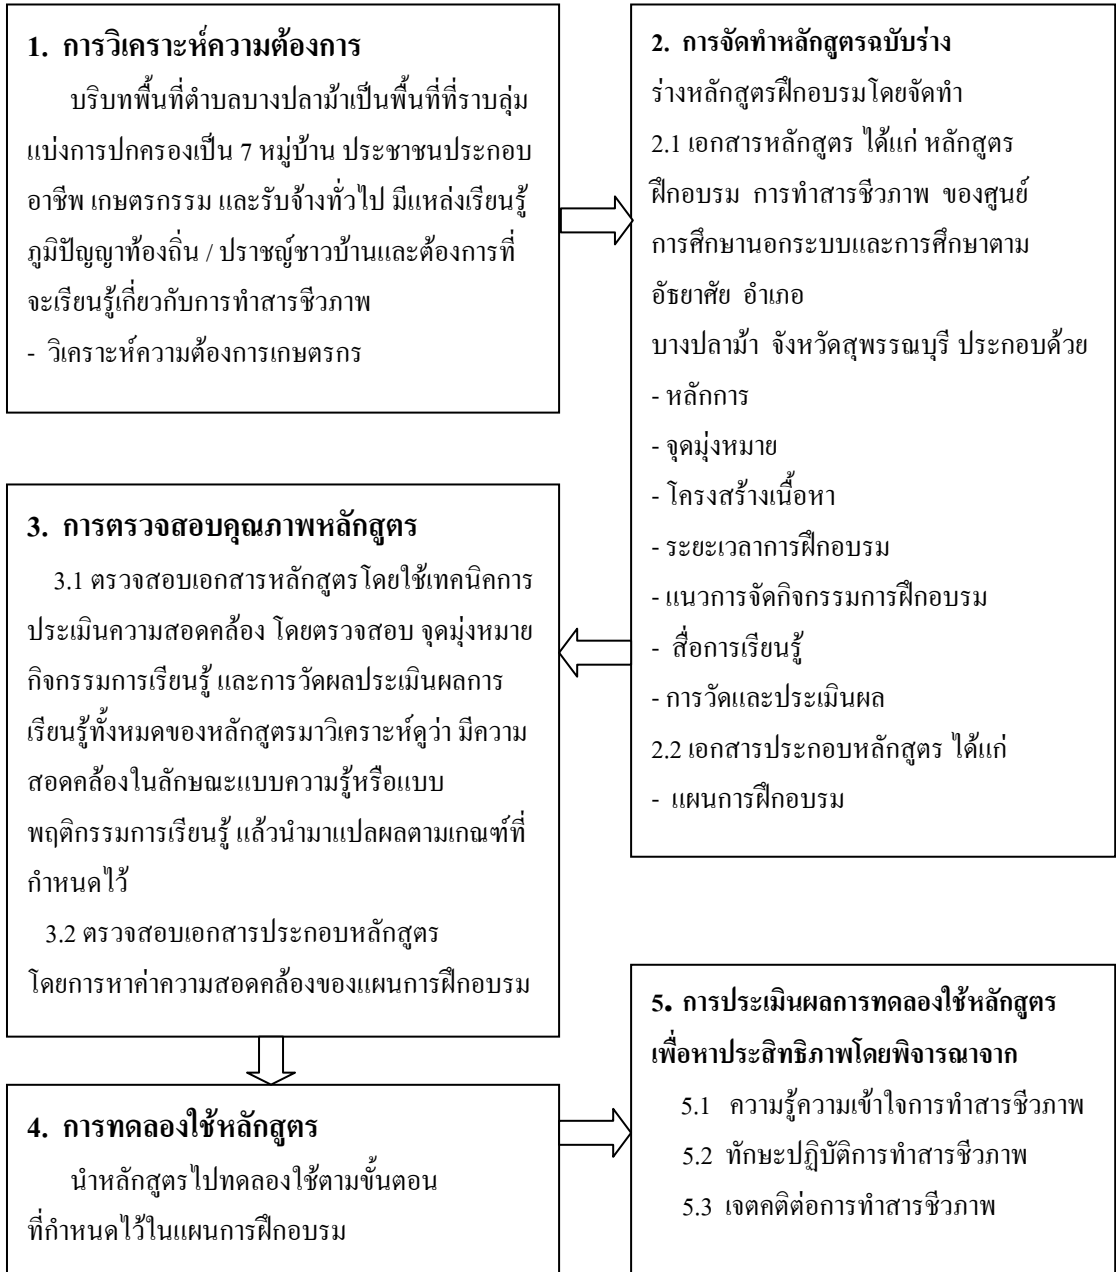 1. การวิเคราะห์ความต้องการ
บริบทพื้นที่ตำบลบางปลาม้าเป็นพื้นที่ที่ราบลุ่ม
แบ่งการปกครองเป็น 7 หมู่บ้าน ประชาชนประกอบ
อาชีพ เกษตรกรรม และรับจ้างทั่วไป มีแหล่งเรียนรู้
ภูมิปัญญาท้องถิ่น / ปราชญ์ชาวบ้านและต้องการที่
จะเรียนรู้เกี่ยวกับการทำสารชีวภาพ
- วิเคราะห์ความต้องการเกษตรกร
2. การจัดทำหลักสูตรฉบับร่าง
ร่างหลักสูตรฝึกอบรมโดยจัดทำ
2.1 เอกสารหลักสูตร ได้แก่ หลักสูตร
ฝึกอบรม การทำสารชีวภาพ ของศูนย์
การศึกษานอกระบบและการศึกษาตาม
อัธยาศัย อำเภอ
บางปลาม้า จังหวัดสุพรรณบุรี ประกอบด้วย
- หลักการ
- จุดมุ่งหมาย
- โครงสร้างเนื้อหา
- ระยะเวลาการฝึกอบรม
- แนวการจัดกิจกรรมการฝึกอบรม
- สื่อการเรียนรู้
- การวัดและประเมินผล
2.2 เอกสารประกอบหลักสูตร ได้แก่
- แผนการฝึกอบรม
3. การตรวจสอบคุณภาพหลักสูตร
3.1 ตรวจสอบเอกสารหลักสูตรโดยใช้เทคนิคการ
ประเมินความสอดคล้อง โดยตรวจสอบ จุดมุ่งหมาย
กิจกรรมการเรียนรู้ และการวัดผลประเมินผลการ
เรียนรู้ทั้งหมดของหลักสูตรมาวิเคราะห์ดูว่า มีความ
สอดคล้องในลักษณะแบบความรู้หรือแบบ
พฤติกรรมการเรียนรู้ แล้วนำมาแปลผลตามเกณฑ์ที่
กำหนดไว้
3.2 ตรวจสอบเอกสารประกอบหลักสูตร
โดยการหาค่าความสอดคล้องของแผนการฝึกอบรม
4. การทดลองใช้หลักสูตร
นำหลักสูตรไปทดลองใช้ตามขั้นตอน
ที่กำหนดไว้ในแผนการฝึกอบรม
5. การประเมินผลการทดลองใช้หลักสูตร
เพื่อหาประสิทธิภาพโดยพิจารณาจาก
5.1 ความรู้ความเข้าใจการทำสารชีวภาพ
5.2 ทักษะปฏิบัติการทำสารชีวภาพ
5.3 เจตคติต่อการทำสารชีวภาพ